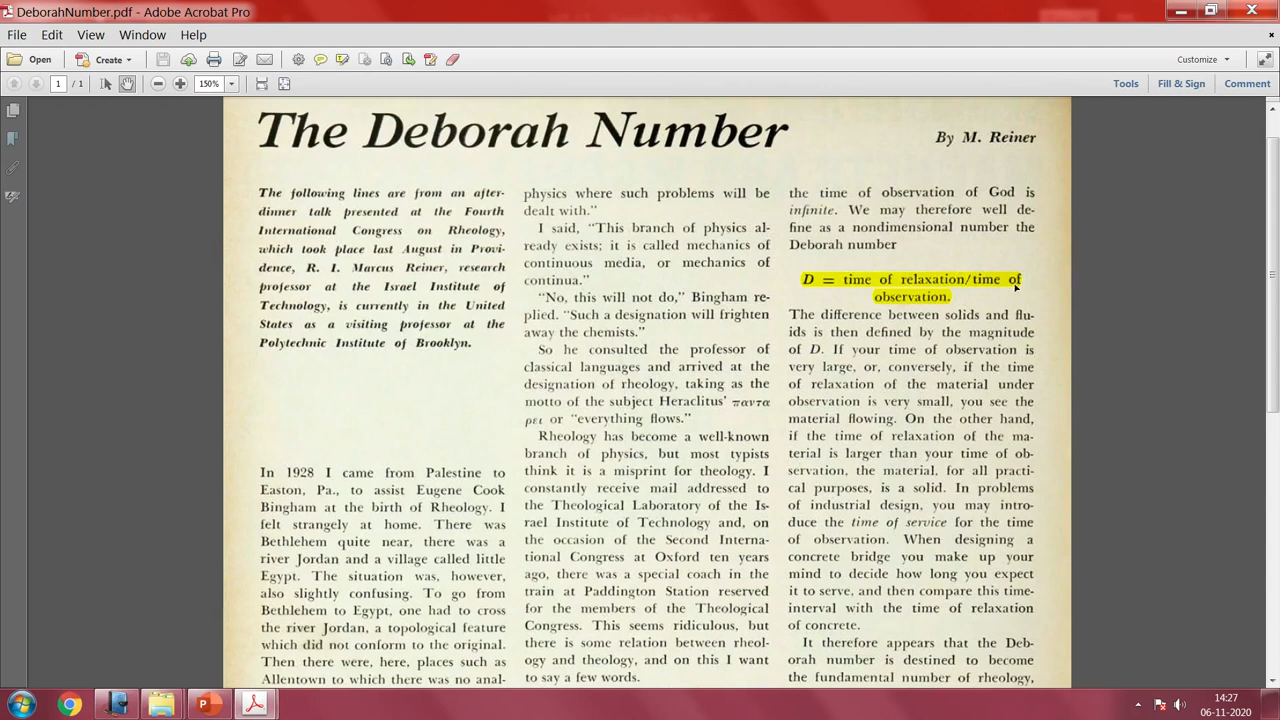 DeborahNumber.pdf - Adobe Acrobat Pro
File Edit View Window Help
Open Create Customize
1 / 1 150% Tools Fill & Sign Comment
The Deborah Number
By M. Reiner
The following lines are from an after-
dinner talk presented at the Fourth
International Congress on Rheology,
which took place last August in Provi-
dence, R. I. Marcus Reiner, research
professor at the Israel Institute of
Technology, is currently in the United
States as a visiting professor at the
Polytechnic Institute of Brooklyn.
In 1928 I came from Palestine to
Easton, Pa., to assist Eugene Cook
Bingham at the birth of Rheology. I
felt strangely at home. There was
Bethlehem quite near, there was a
river Jordan and a village called little
Egypt. The situation was, however,
also slightly confusing. To go from
Bethlehem to Egypt, one had to cross
the river Jordan, a topological feature
which did not conform to the original.
Then there were, here, places such as
Allentown to which there was no anal-
physics where such problems will be
dealt with."
I said, "This branch of physics al-
ready exists; it is called mechanics of
continuous media, or mechanics of
continua."
"No, this will not do," Bingham re-
plied. "Such a designation will frighten
away the chemists."
So he consulted the professor of
classical languages and arrived at the
designation of rheology, taking as the
motto of the subject Heraclitus' παντα
ρει or "everything flows."
Rheology has become a well-known
branch of physics, but most typists
think it is a misprint for theology. I
constantly receive mail addressed to
the Theological Laboratory of the Is-
rael Institute of Technology and, on
the occasion of the Second Interna-
tional Congress at Oxford ten years
ago, there was a special coach in the
train at Paddington Station reserved
for the members of the Theological
Congress. This seems ridiculous, but
there is some relation between rheol-
ogy and theology, and on this I want
to say a few words.
the time of observation of God is
infinite. We may therefore well de-
fine as a nondimensional number the
Deborah number
D = time of relaxation/time of
observation.
The difference between solids and flu-
ids is then defined by the magnitude
of D. If your time of observation is
very large, or, conversely, if the time
of relaxation of the material under
observation is very small, you see the
material flowing. On the other hand,
if the time of relaxation of the ma-
terial is larger than your time of ob-
servation, the material, for all practi-
cal purposes, is a solid. In problems
of industrial design, you may intro-
duce the time of service for the time
of observation. When designing a
concrete bridge you make up your
mind to decide how long you expect
it to serve, and then compare this time-
interval with the time of relaxation
of concrete.
It therefore appears that the Deb-
orah number is destined to become
the fundamental number of rheology,
14:27
06-11-2020